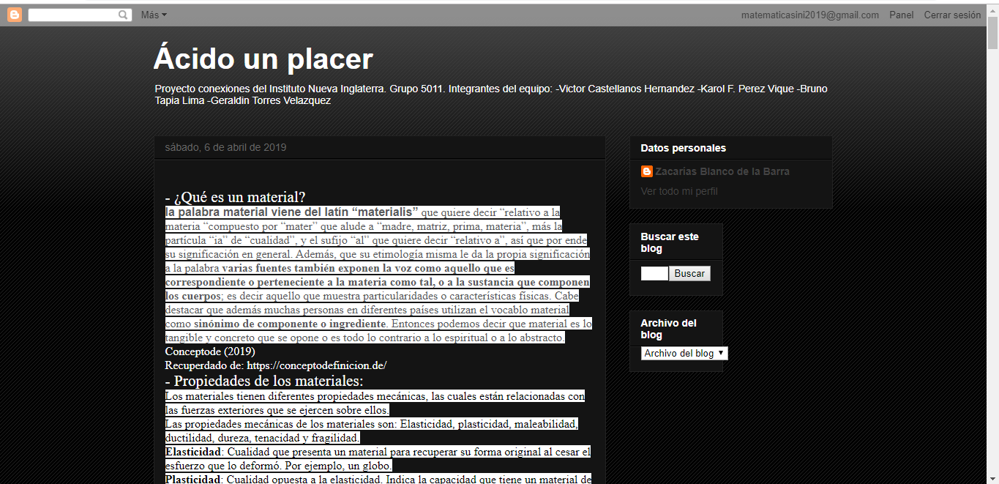 Más
matematicasini2019@gmail.com Panel Cerrar sesión
Ácido un placer
Proyecto conexiones del Instituto Nueva Inglaterra. Grupo 5011. Integrantes del equipo: -Victor Castellanos Hernandez -Karol F. Perez Vique -Bruno
Tapia Lima -Geraldin Torres Velazquez
sábado, 6 de abril de 2019
- ¿Qué es un material?
la palabra material viene del latín “materialis” que quiere decir “relativo a la
materia “compuesto por “mater” que alude a “madre, matriz, prima, materia”, más la
partícula “ia” de “cualidad”, y el sufijo “al” que quiere decir “relativo a”, así que por ende
su significación en general. Además, que su etimología misma le da la propia significación
a la palabra varias fuentes también exponen la voz como aquello que es
correspondiente o perteneciente a la materia como tal, o a la sustancia que componen
los cuerpos; es decir aquello que muestra particularidades o características físicas. Cabe
destacar que además muchas personas en diferentes países utilizan el vocablo material
como sinónimo de componente o ingrediente. Entonces podemos decir que material es lo
tangible y concreto que se opone o es todo lo contrario a lo espiritual o a lo abstracto.
Conceptode (2019)
Recuperdado de: https://conceptodefinicion.de/
- Propiedades de los materiales:
Los materiales tienen diferentes propiedades mecánicas, las cuales están relacionadas con
las fuerzas exteriores que se ejercen sobre ellos.
Las propiedades mecánicas de los materiales son: Elasticidad, plasticidad, maleabilidad,
ductilidad, dureza, tenacidad y fragilidad.
Elasticidad: Cualidad que presenta un material para recuperar su forma original al cesar el
esfuerzo que lo deformó. Por ejemplo, un globo.
Plasticidad: Cualidad opuesta a la elasticidad. Indica la capacidad que tiene un material de
Datos personales
Zacarias Blanco de la Barra
Ver todo mi perfil
Buscar este
blog
Buscar
Archivo del
blog
Archivo del blog